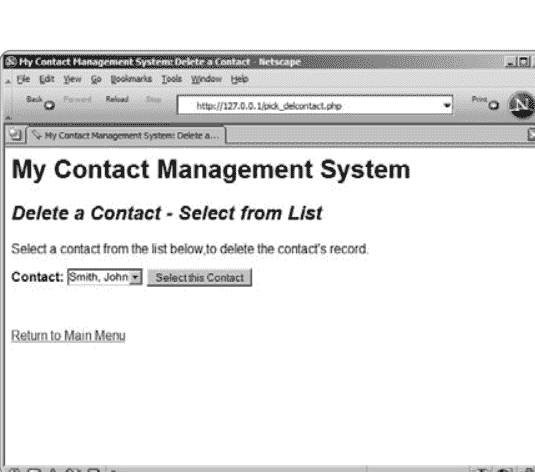 My Contact Management System: Delete a Contact - Netscape
File Edit View Go Bookmarks Tools Window Help
Back Forward Reload Stop http://127.0.0.1/pick_delcontact.php Print N
My Contact Management System: Delete a...
My Contact Management System
Delete a Contact - Select from List
Select a contact from the list below,to delete the contact's record.
Contact: Smith, John Select this Contact
Return to Main Menu